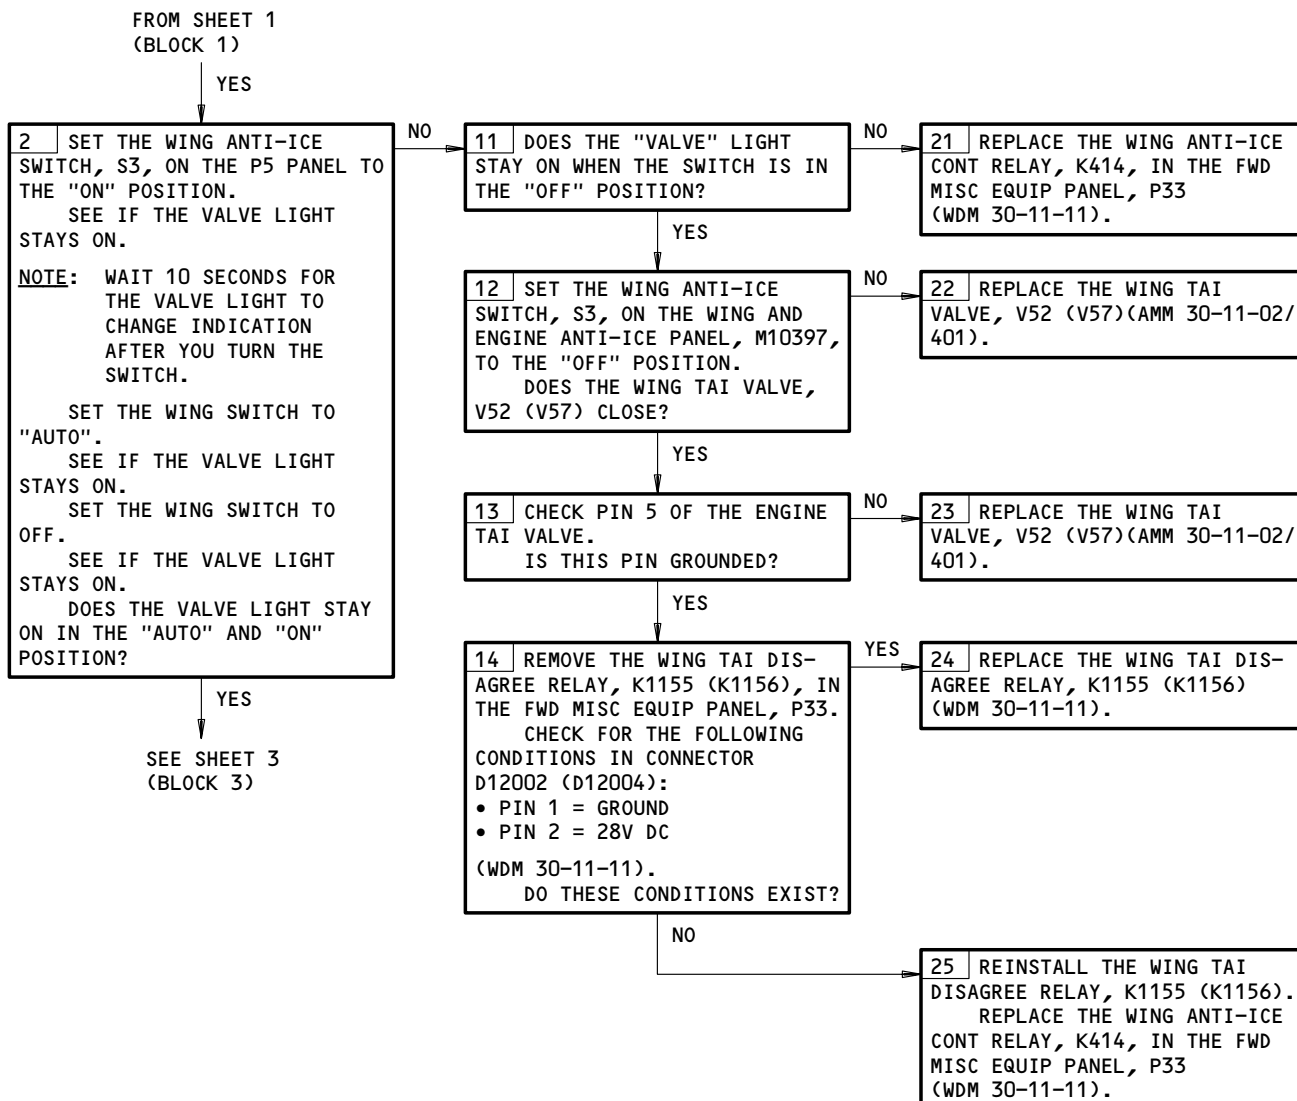 FROM SHEET 1
(BLOCK 1)
YES
2 SET THE WING ANTI-ICE
SWITCH, S3, ON THE P5 PANEL TO
THE "ON" POSITION.
SEE IF THE VALVE LIGHT
STAYS ON.
NOTE: WAIT 10 SECONDS FOR
THE VALVE LIGHT TO
CHANGE INDICATION
AFTER YOU TURN THE
SWITCH.
SET THE WING SWITCH TO
"AUTO".
SEE IF THE VALVE LIGHT
STAYS ON.
SET THE WING SWITCH TO
OFF.
SEE IF THE VALVE LIGHT
STAYS ON.
DOES THE VALVE LIGHT STAY
ON IN THE "AUTO" AND "ON"
POSITION?
YES
SEE SHEET 3
(BLOCK 3)
NO
11 DOES THE "VALVE" LIGHT
STAY ON WHEN THE SWITCH IS IN
THE "OFF" POSITION?
YES
12 SET THE WING ANTI-ICE
SWITCH, S3, ON THE WING AND
ENGINE ANTI-ICE PANEL, M10397,
TO THE "OFF" POSITION.
DOES THE WING TAI VALVE,
V52 (V57) CLOSE?
YES
13 CHECK PIN 5 OF THE ENGINE
TAI VALVE.
IS THIS PIN GROUNDED?
YES
14 REMOVE THE WING TAI DIS-
AGREE RELAY, K1155 (K1156), IN
THE FWD MISC EQUIP PANEL, P33.
CHECK FOR THE FOLLOWING
CONDITIONS IN CONNECTOR
D12002 (D12004):
• PIN 1 = GROUND
• PIN 2 = 28V DC
(WDM 30-11-11).
DO THESE CONDITIONS EXIST?
NO
NO
21 REPLACE THE WING ANTI-ICE
CONT RELAY, K414, IN THE FWD
MISC EQUIP PANEL, P33
(WDM 30-11-11).
NO
22 REPLACE THE WING TAI
VALVE, V52 (V57)(AMM 30-11-02/
401).
NO
23 REPLACE THE WING TAI
VALVE, V52 (V57)(AMM 30-11-02/
401).
YES
24 REPLACE THE WING TAI DIS-
AGREE RELAY, K1155 (K1156)
(WDM 30-11-11).
25 REINSTALL THE WING TAI
DISAGREE RELAY, K1155 (K1156).
REPLACE THE WING ANTI-ICE
CONT RELAY, K414, IN THE FWD
MISC EQUIP PANEL, P33
(WDM 30-11-11).